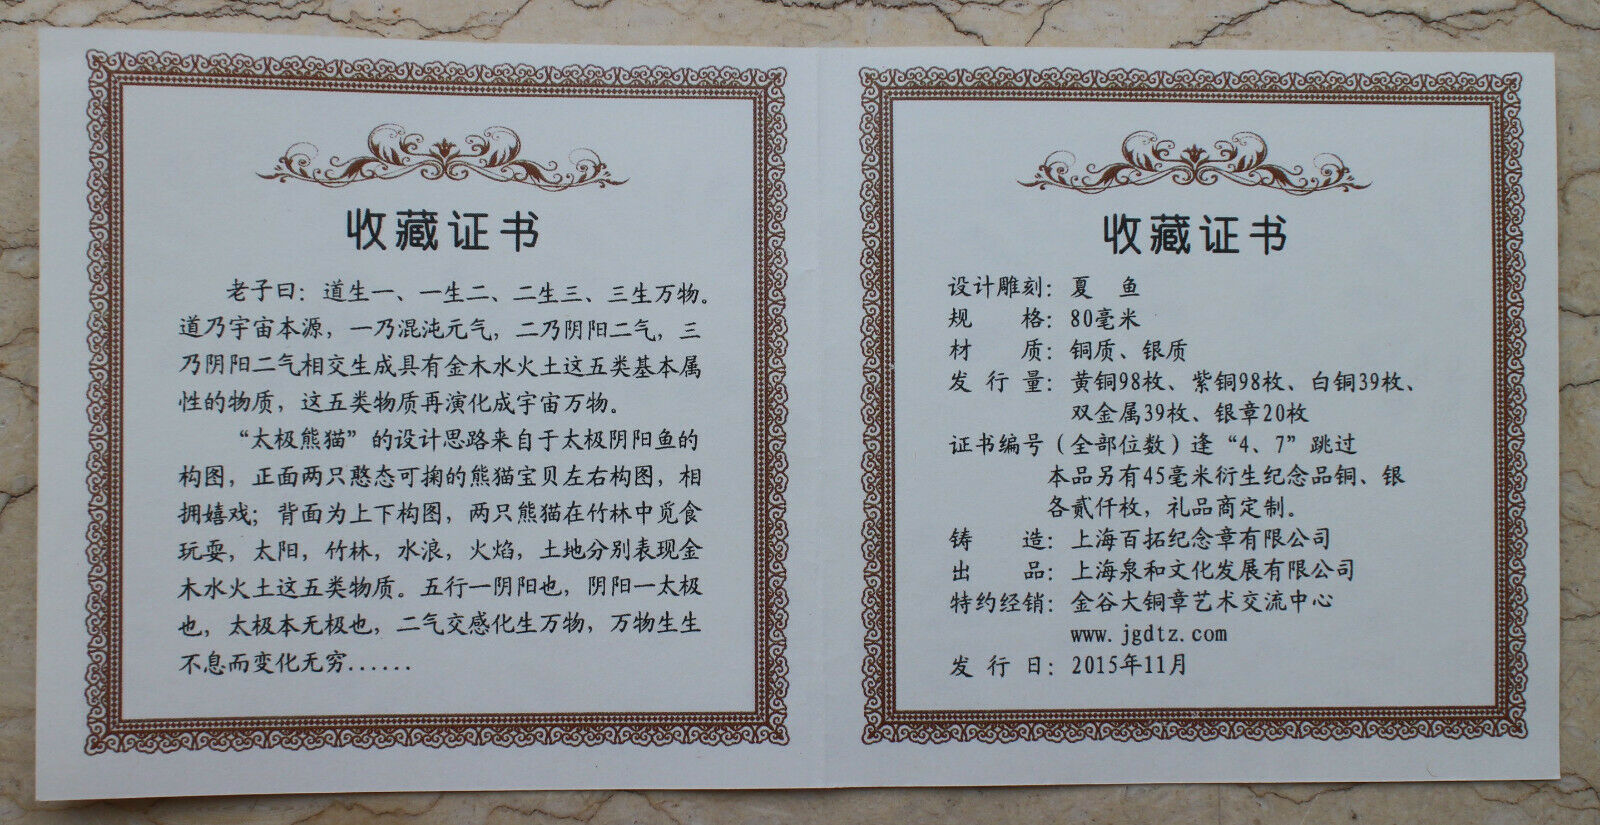 收藏证书
老子曰：道生一、一生二、二生三、三生万物。
道乃宇宙本源，一乃混沌元气，二乃阴阳二气，三
乃阴阳二气相交生成具有金木水火土这五类基本属
性的物质，这五类物质再演化成宇宙万物。
“太极熊猫”的设计思路来自于太极阴阳鱼的
构图，正面两只憨态可掬的熊猫宝贝左右构图，相
拥嬉戏；背面为上下构图，两只熊猫在竹林中觅食
玩耍，太阳，竹林，水浪，火焰，土地分别表现金
木水火土这五类物质。五行一阴阳也，阴阳一太极
也，太极本无极也，二气交感化生万物，万物生生
不息而变化无穷......
收藏证书
设计雕刻：夏 鱼
规 格：80毫米
材 质：铜质、银质
发 行 量：黄铜98枚、紫铜98枚、白铜39枚、
双金属39枚、银章20枚
证书编号（全部位数）逢“4、7”跳过
本品另有45毫米衍生纪念品铜、银
各贰仟枚，礼品商定制。
铸 造：上海百拓纪念章有限公司
出 品：上海泉和文化发展有限公司
特约经销：金谷大铜章艺术交流中心
www.jgdtz.com
发 行 日：2015年11月